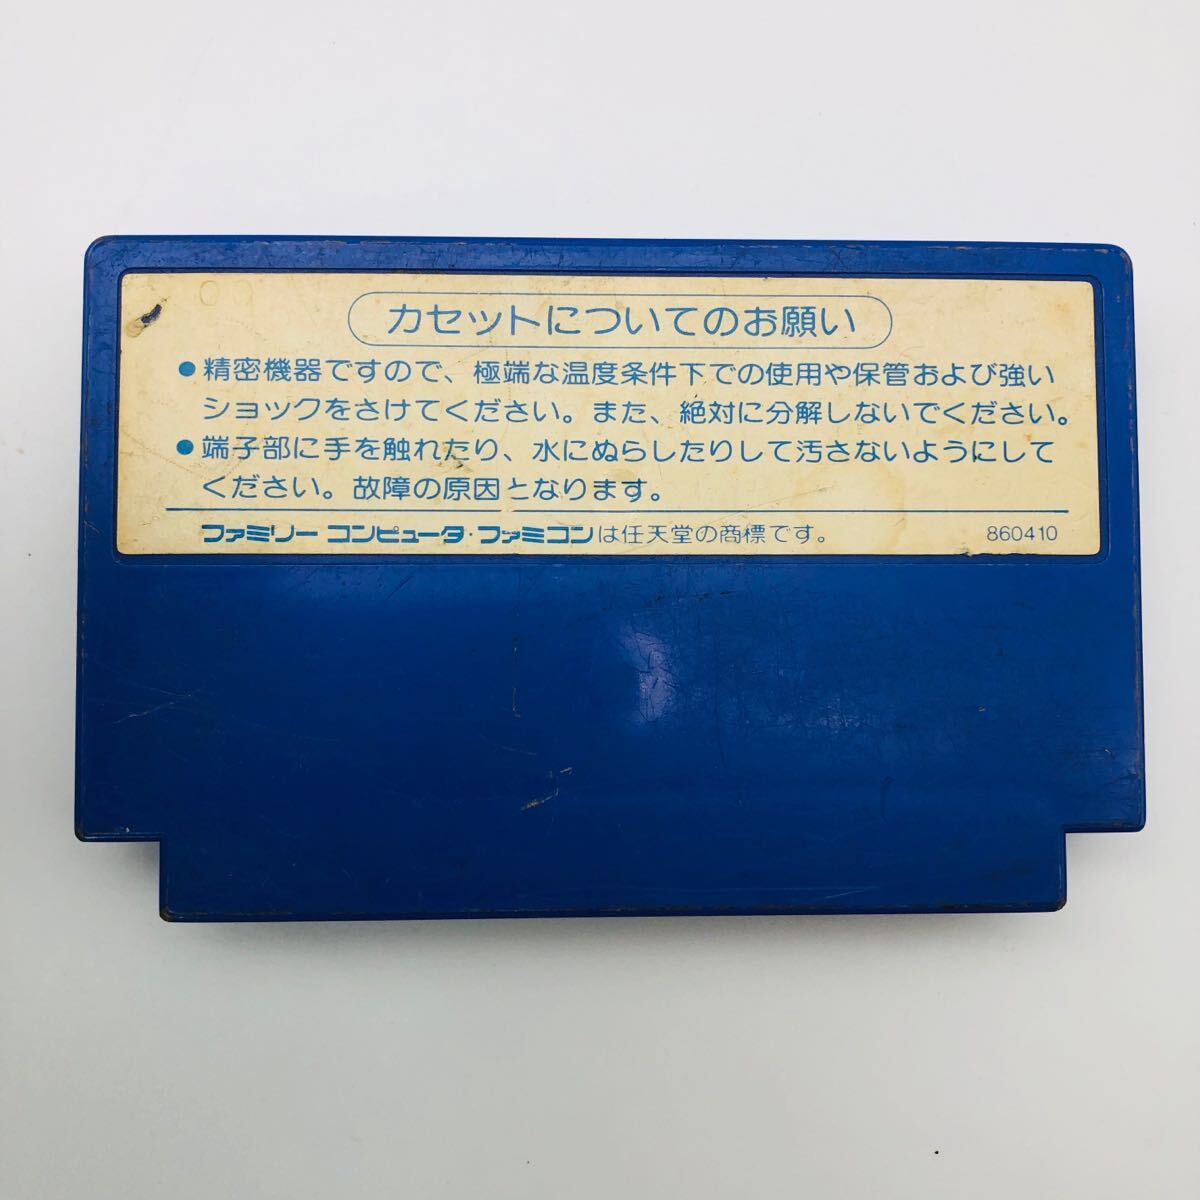 カセットについてのお願い
●精密機器ですので、極端な温度条件下での使用や保管および強い
ショックをさけてください。また、絶対に分解しないでください。
●端子部に手を触れたり、水にぬらしたりして汚さないようにして
ください。故障の原因となります。
ファミリー コンピュータ・ファミコンは任天堂の商標です。 860410